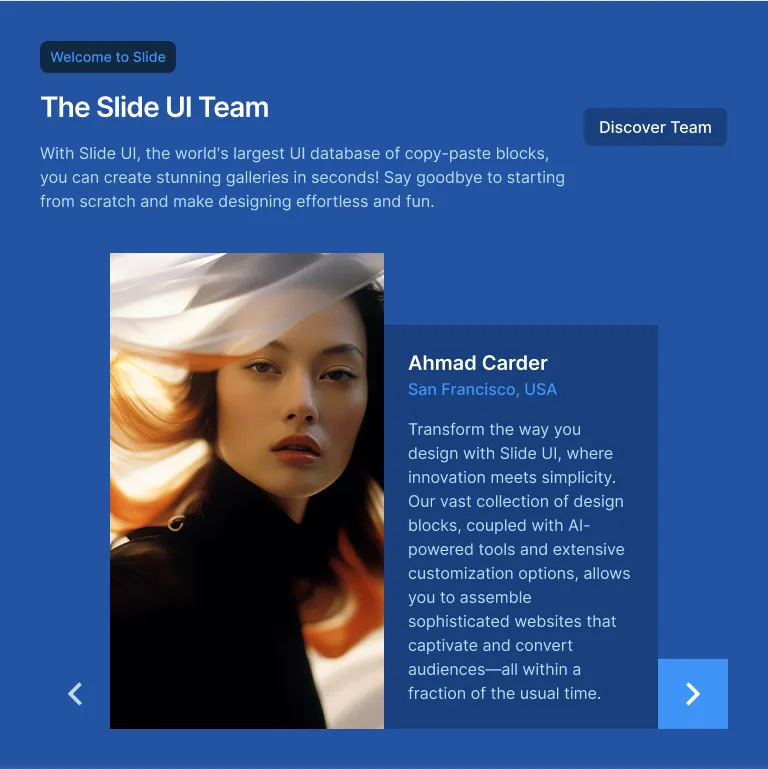 Welcome to Slide
The Slide UI Team
With Slide UI, the world's largest UI database of copy-paste blocks,
you can create stunning galleries in seconds! Say goodbye to starting
from scratch and make designing effortless and fun.
Discover Team
Ahmad Carder
San Francisco, USA
Transform the way you
design with Slide UI, where
innovation meets simplicity.
Our vast collection of design
blocks, coupled with AI-
powered tools and extensive
customization options, allows
you to assemble
sophisticated websites that
captivate and convert
audiences—all within a
fraction of the usual time.